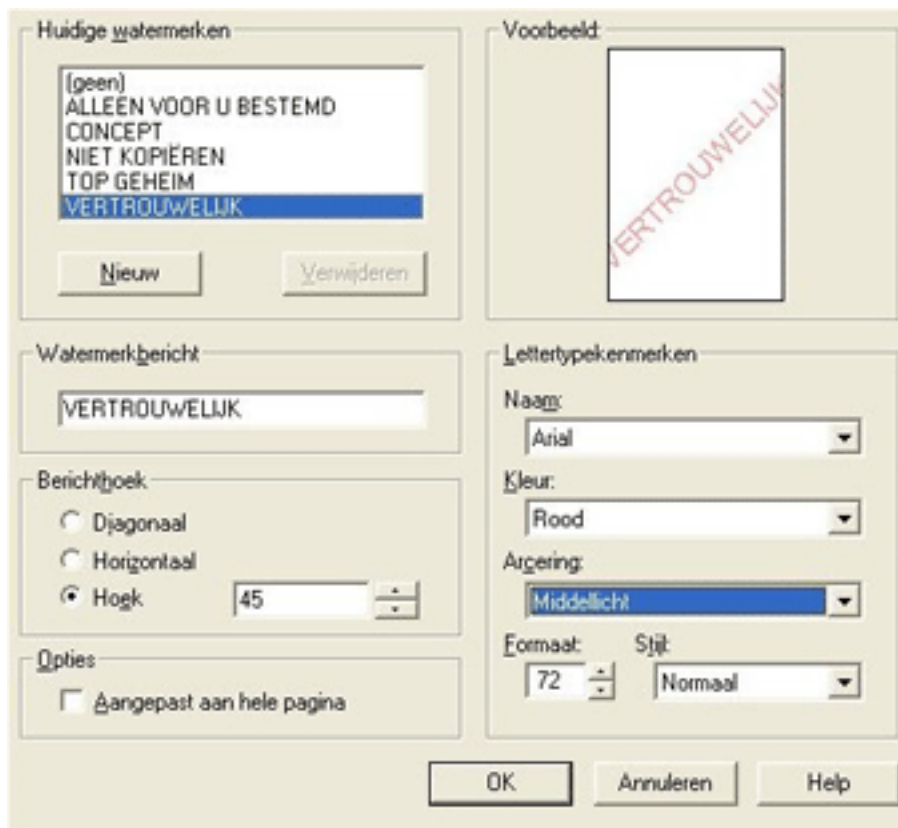 Huidige watermerken
(geen)
ALLEEN VOOR U BESTEMD
CONCEPT
NIET KOPIËREN
TOP GEHEIM
VERTROUWELIJK
Nieuw
Verwijderen
Voorbeeld:
VERTROUWELIJK
Watermerkbericht
VERTROUWELIJK
Berichthoek
Diagonaal
Horizontaal
Hoek 45
Opties
Aangepast aan hele pagina
Lettertypekenmerken
Naam:
Arial
Kleur:
Rood
Arcering:
Middellicht
Formaat: Stijl:
72 Normaal
OK Annuleren Help